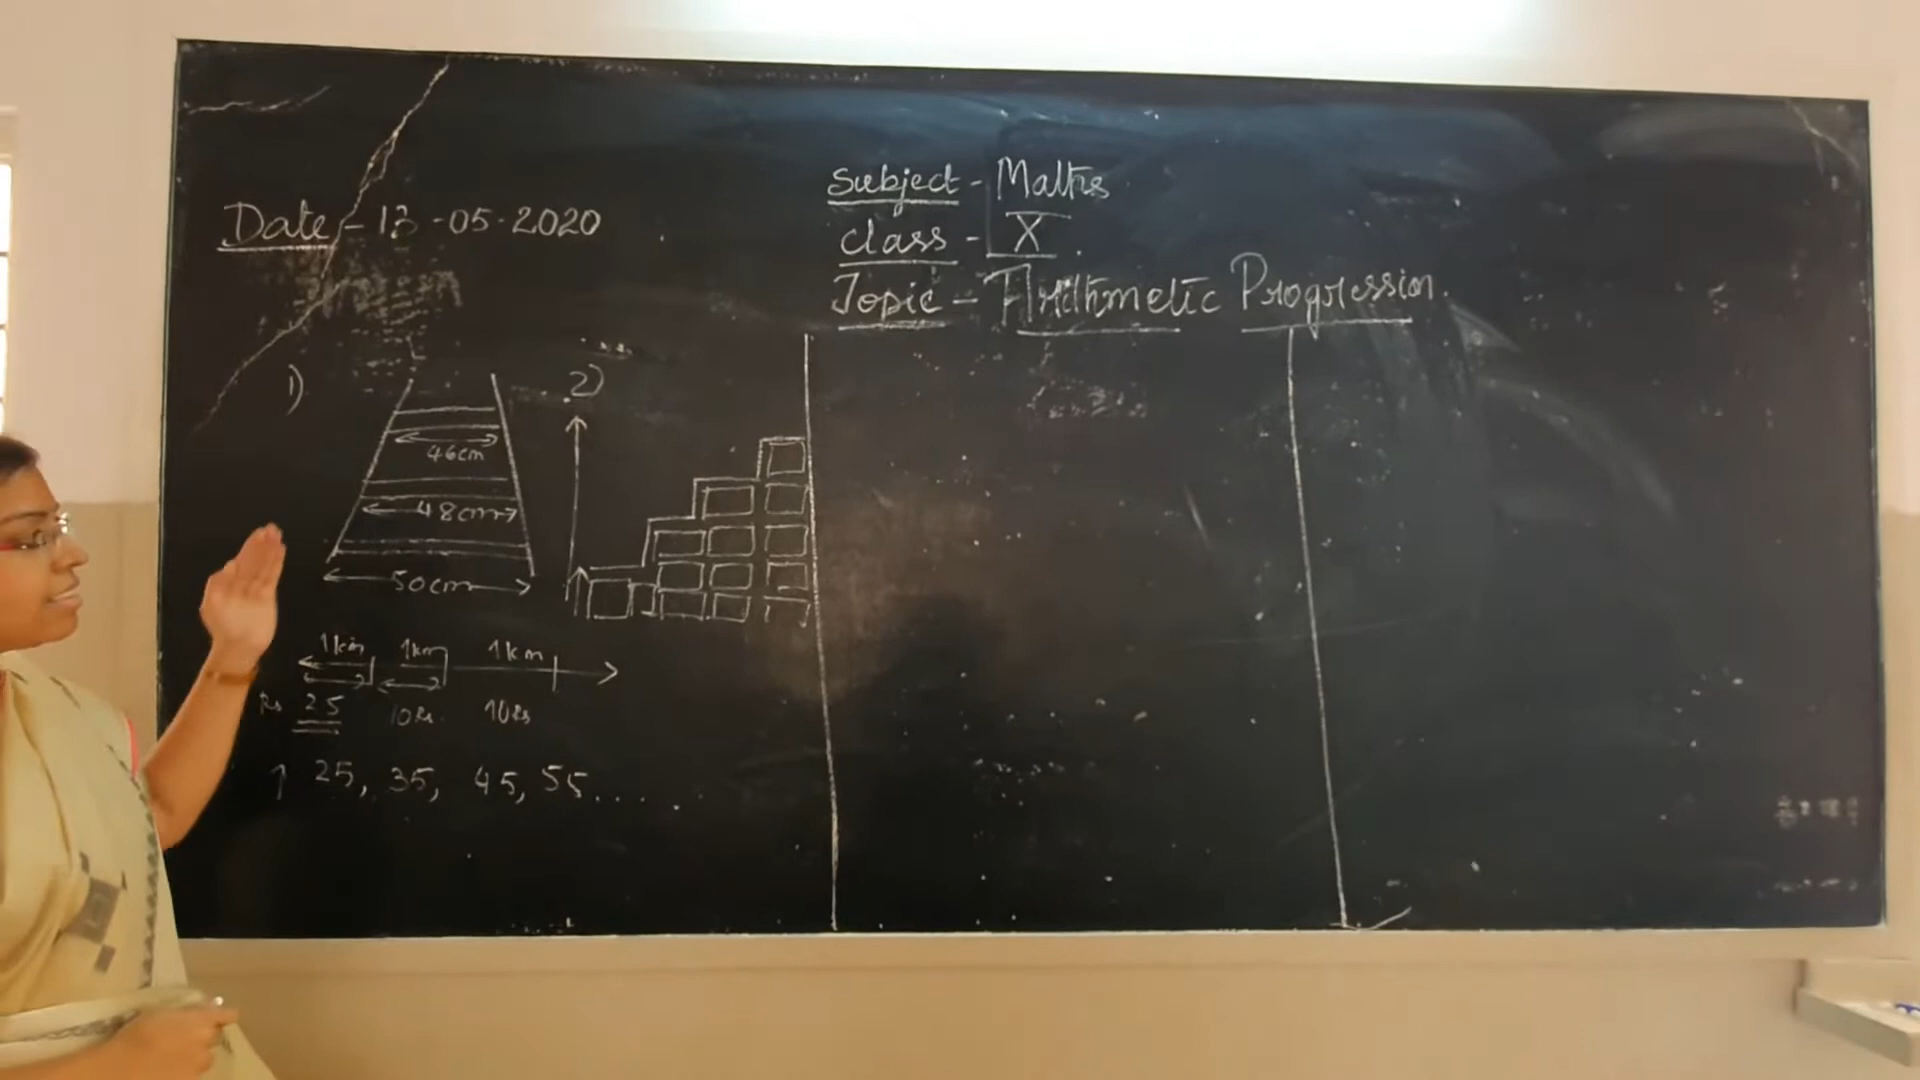 Subject - Maths
Date - 13-05-2020
Class - X
Topic - Arithmetic Progression.
1)
2)
46cm
48cm
50cm
1km 1km 1km
Rs 25 10Rs. 10Rs
25, 35, 45, 55.....